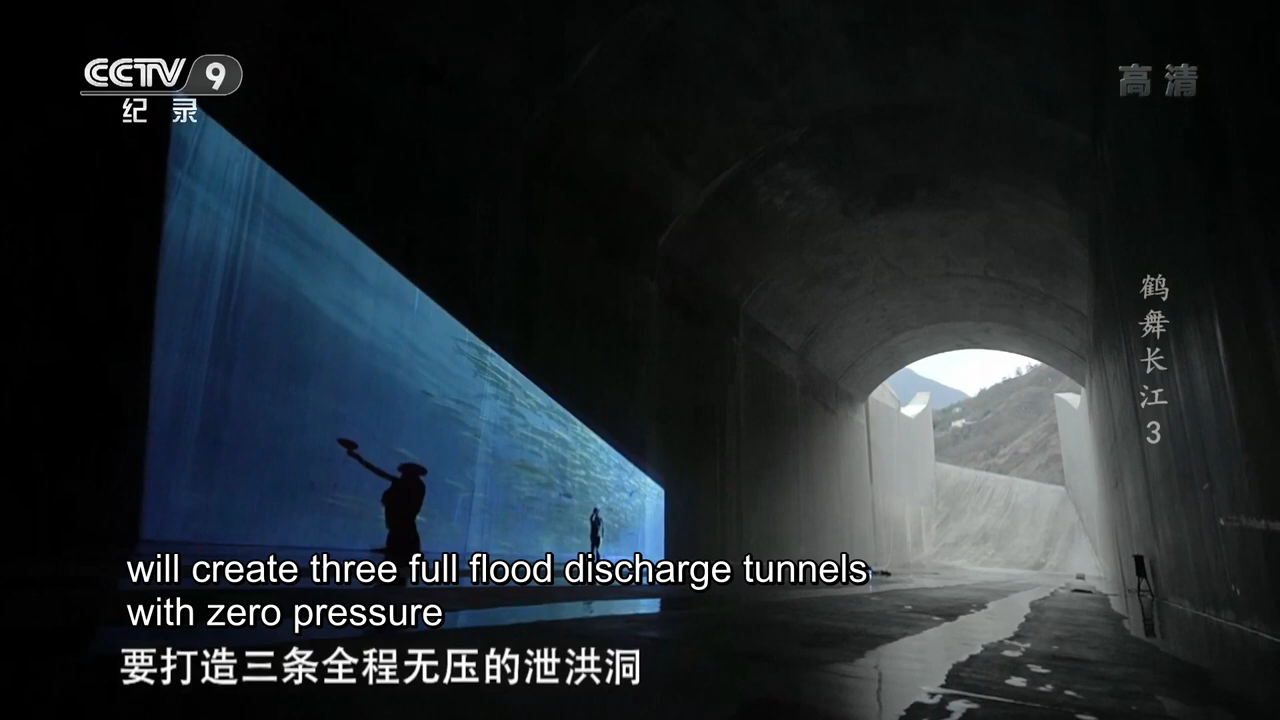 CCTV 9
纪录
高清
鹤舞长江3
will create three full flood discharge tunnels
with zero pressure
要打造三条全程无压的泄洪洞